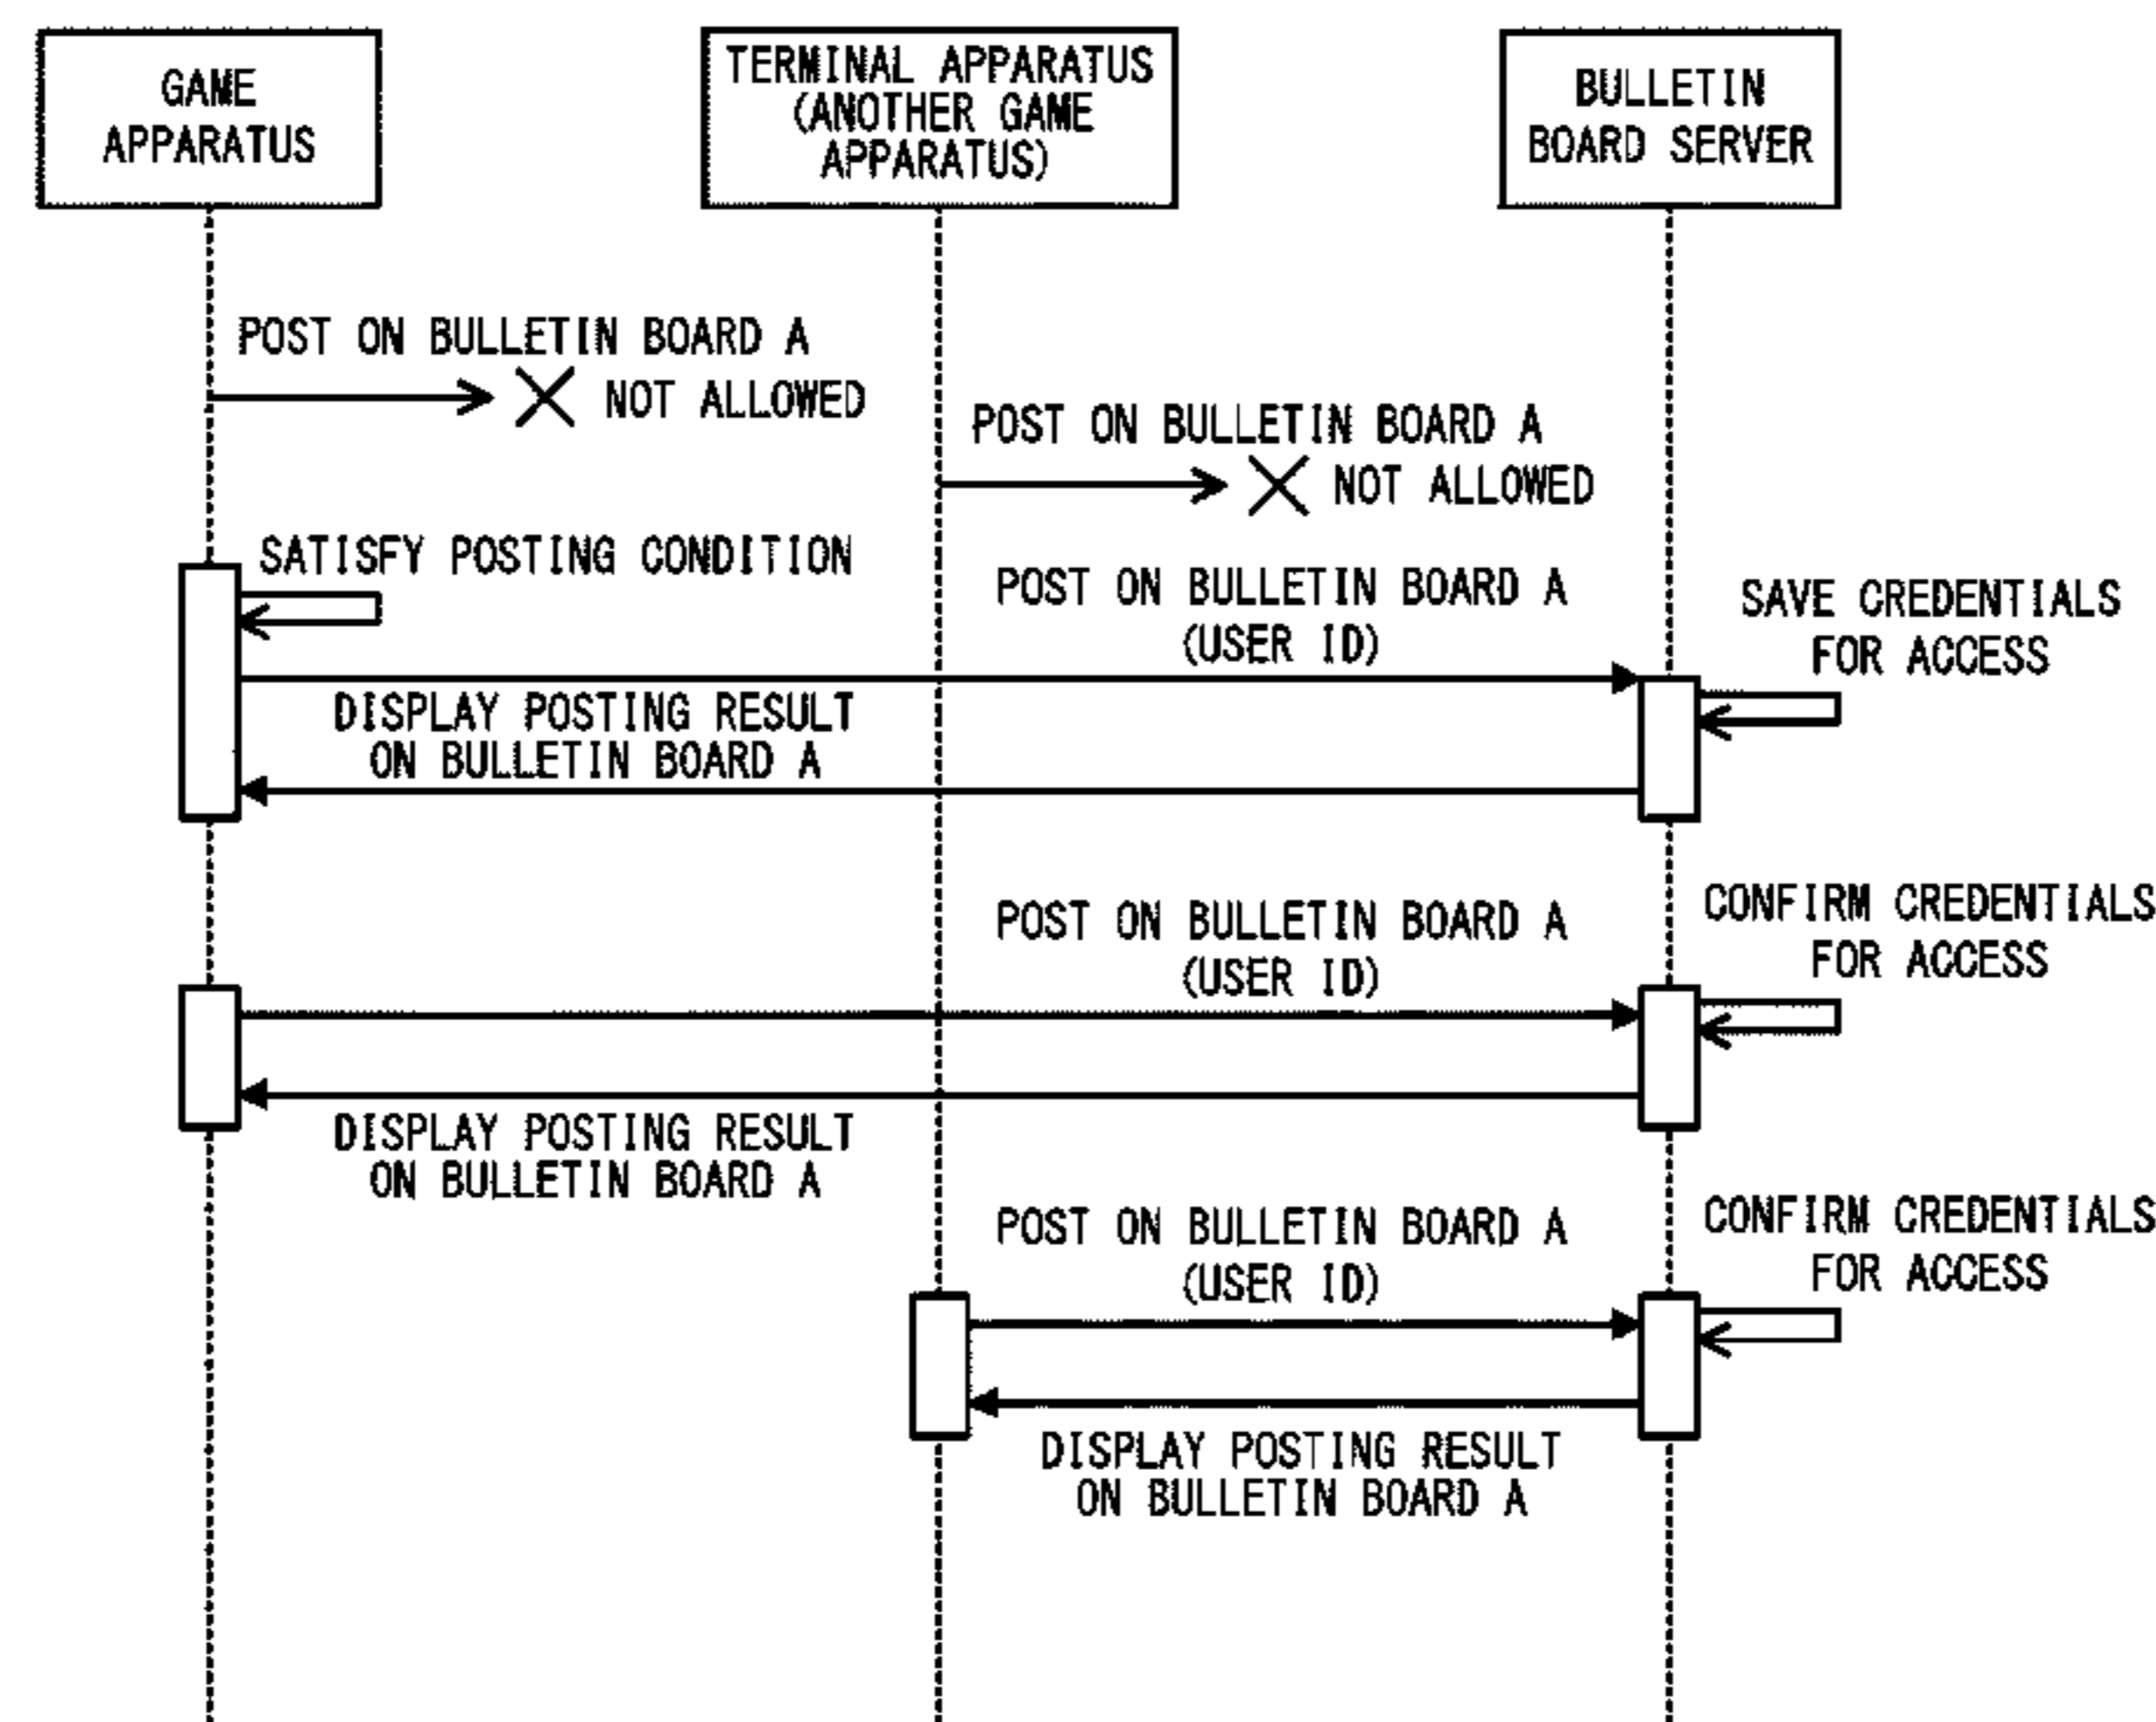 GAME
APPARATUS
TERMINAL APPARATUS
(ANOTHER GAME
APPARATUS)
BULLETIN
BOARD SERVER
POST ON BULLETIN BOARD A
NOT ALLOWED
POST ON BULLETIN BOARD A
NOT ALLOWED
SATISFY POSTING CONDITION
POST ON BULLETIN BOARD A
(USER ID)
SAVE CREDENTIALS
FOR ACCESS
DISPLAY POSTING RESULT
ON BULLETIN BOARD A
POST ON BULLETIN BOARD A
(USER ID)
CONFIRM CREDENTIALS
FOR ACCESS
DISPLAY POSTING RESULT
ON BULLETIN BOARD A
POST ON BULLETIN BOARD A
(USER ID)
CONFIRM CREDENTIALS
FOR ACCESS
DISPLAY POSTING RESULT
ON BULLETIN BOARD A